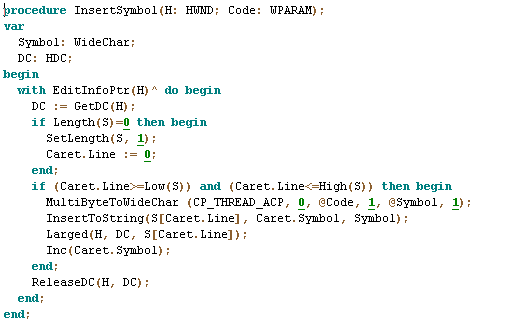 procedure InsertSymbol(H: HWND; Code: WPARAM);
var
  Symbol: WideChar;
  DC: HDC;
begin
  with EditInfoPtr(H)^ do begin
    DC := GetDC(H);
    if Length(S)=0 then begin
      SetLength(S, 1);
      Caret.Line := 0;
    end;
    if (Caret.Line>=Low(S)) and (Caret.Line<=High(S)) then begin
      MultiByteToWideChar (CP_THREAD_ACP, 0, @Code, 1, @Symbol, 1);
      InsertToString(S[Caret.Line], Caret.Symbol, Symbol);
      Larged(H, DC, S[Caret.Line]);
      Inc(Caret.Symbol);
    end;
    ReleaseDC(H, DC);
  end;
end;